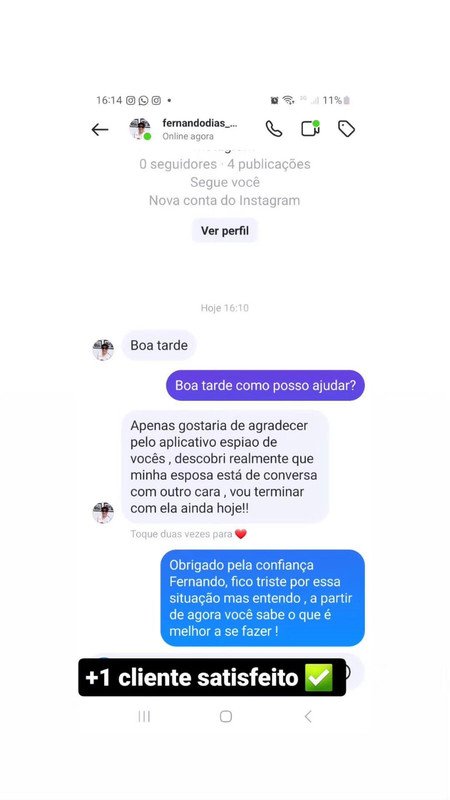 16:14
11%
fernandodias_...
Online agora
0 seguidores · 4 publicações
Segue você
Nova conta do Instagram
Ver perfil
Hoje 16:10
Boa tarde
Boa tarde como posso ajudar?
Apenas gostaria de agradecer
pelo aplicativo espiao de
vocês , descobri realmente que
minha esposa está de conversa
com outro cara , vou terminar
com ela ainda hoje!!
Toque duas vezes para ❤️
Obrigado pela confiança
Fernando, fico triste por essa
situação mas entendo , a partir
de agora você sabe o que é
melhor a se fazer !
+1 cliente satisfeito ✅